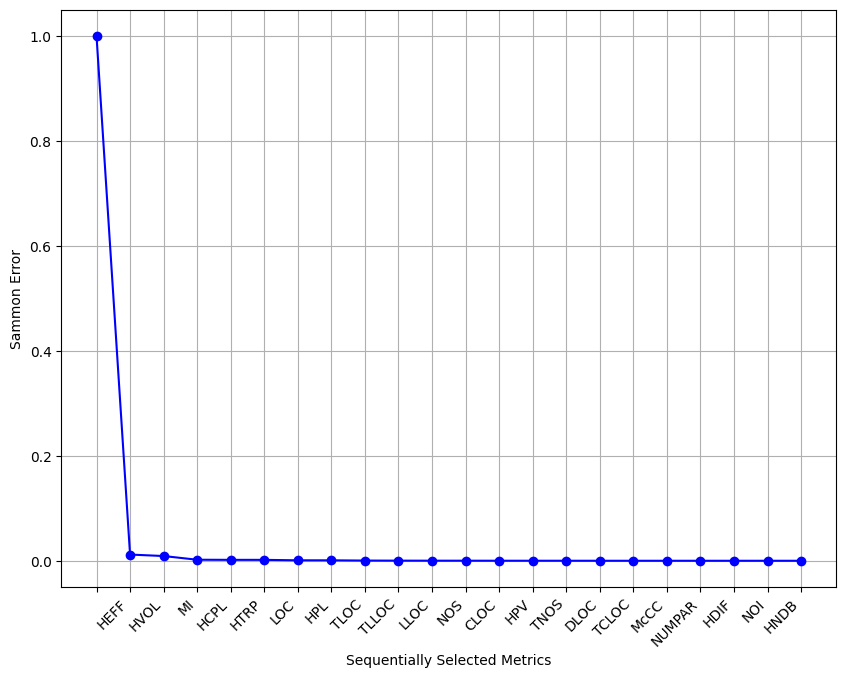 1.0
0.8
0.6
0.4
0.2
0.0
Sammon Error
HEFF
HVOL
MI
HCPL
HTRP
LOC
HPL
TLOC
TLLOC
LLOC
NOS
CLOC
HPV
TNOS
DLOC
TCLOC
McCC
NUMPAR
HDIF
NOI
HNDB
Sequentially Selected Metrics